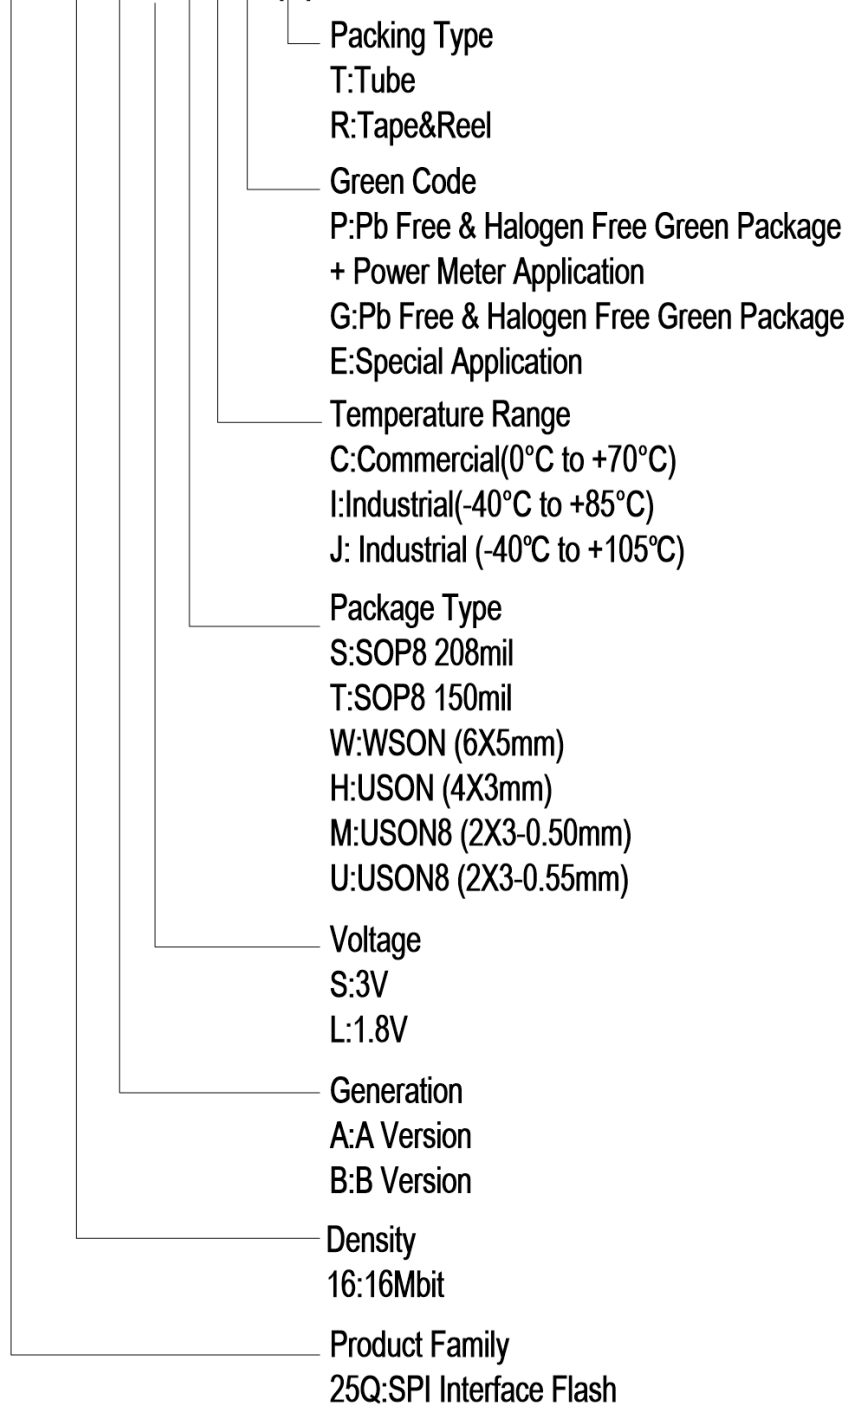 Packing Type
T:Tube
R:Tape&Reel
Green Code
P:Pb Free & Halogen Free Green Package
+ Power Meter Application
G:Pb Free & Halogen Free Green Package
E:Special Application
Temperature Range
C:Commercial(0°C to +70°C)
I:Industrial(-40°C to +85°C)
J: Industrial (-40℃ to +105℃)
Package Type
S:SOP8 208mil
T:SOP8 150mil
W:WSON (6X5mm)
H:USON (4X3mm)
M:USON8 (2X3-0.50mm)
U:USON8 (2X3-0.55mm)
Voltage
S:3V
L:1.8V
Generation
A:A Version
B:B Version
Density
16:16Mbit
Product Family
25Q:SPI Interface Flash